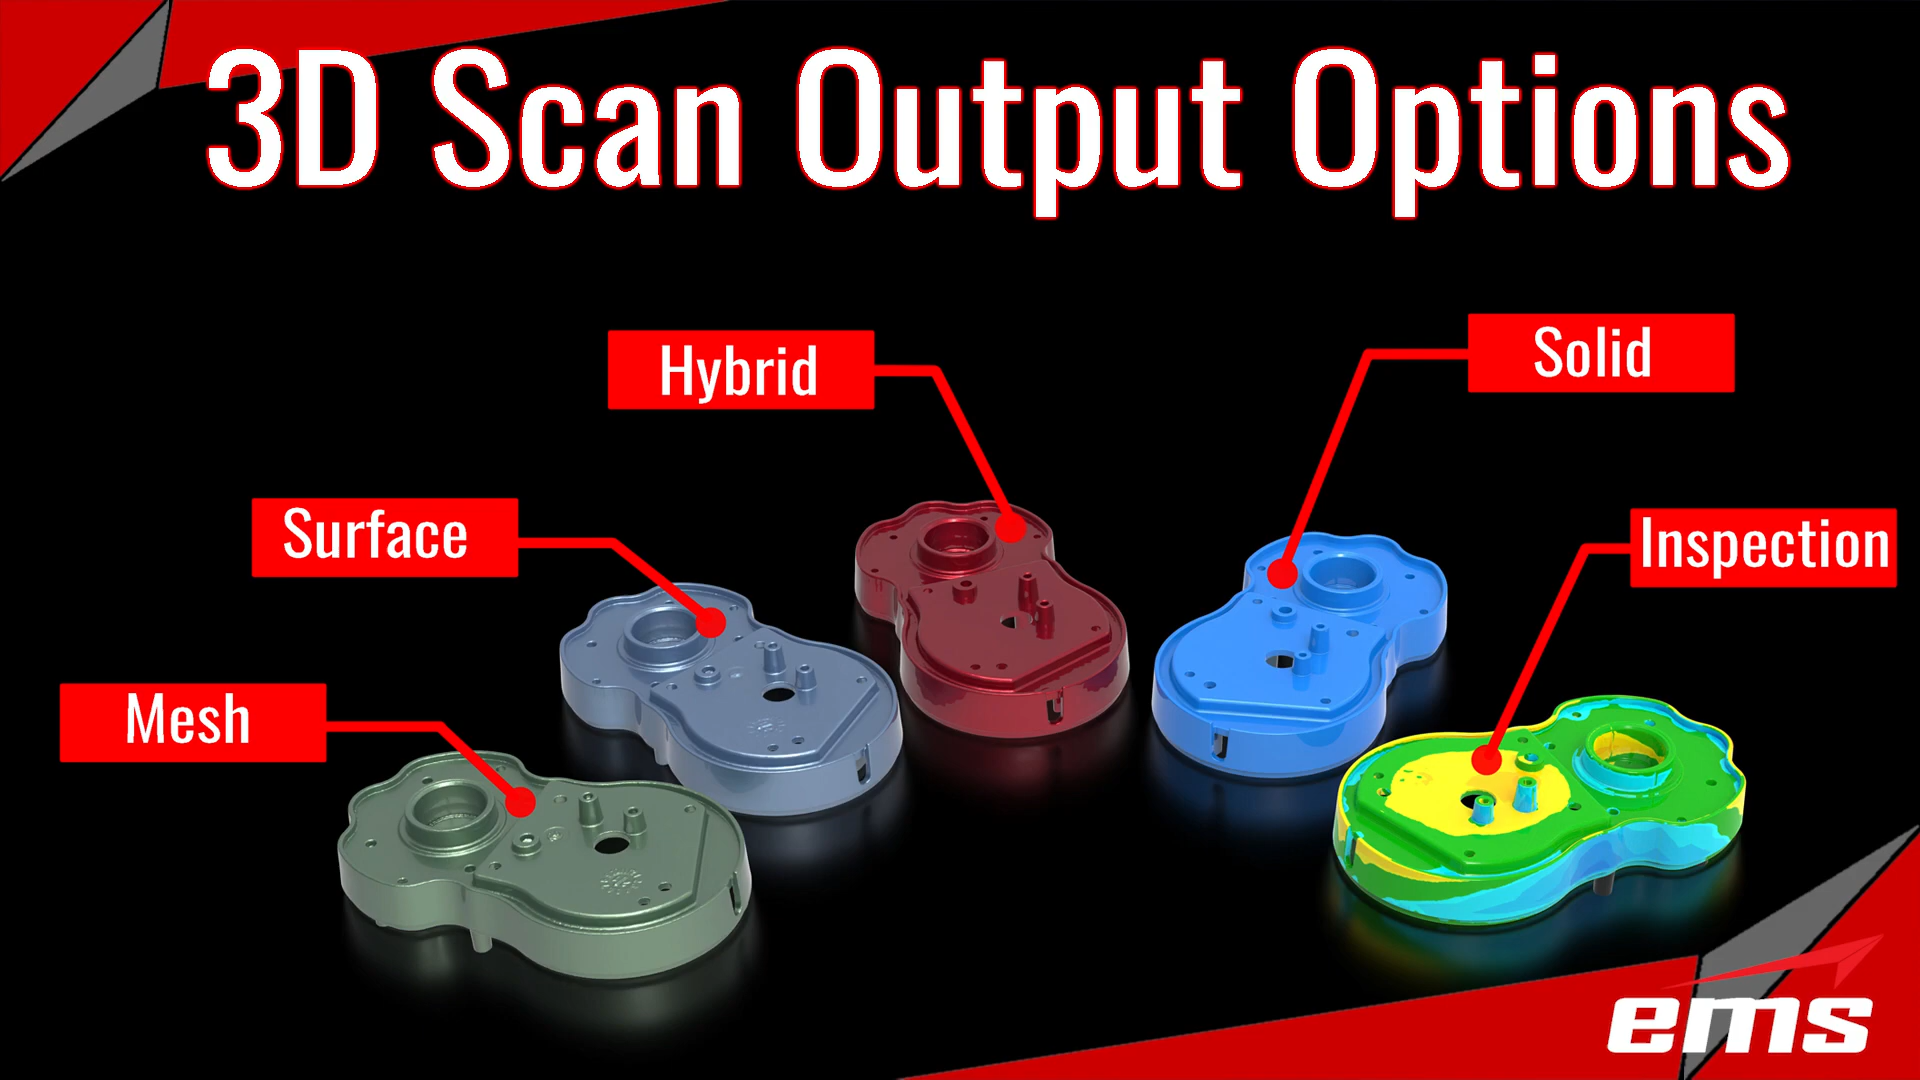 3D Scan Output Options
Hybrid
Solid
Surface
Inspection
Mesh
ems